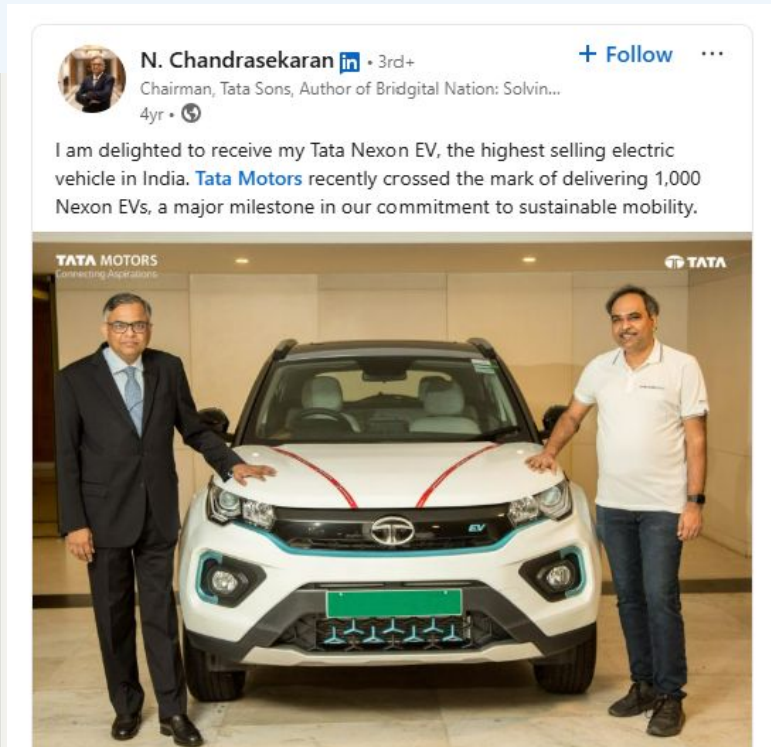 N. Chandrasekaran in • 3rd+
+ Follow ...
Chairman, Tata Sons, Author of Bridgital Nation: Solvin...
4yr •
I am delighted to receive my Tata Nexon EV, the highest selling electric
vehicle in India. Tata Motors recently crossed the mark of delivering 1,000
Nexon EVs, a major milestone in our commitment to sustainable mobility.
TATA MOTORS
Connecting Aspirations
TATA
EV